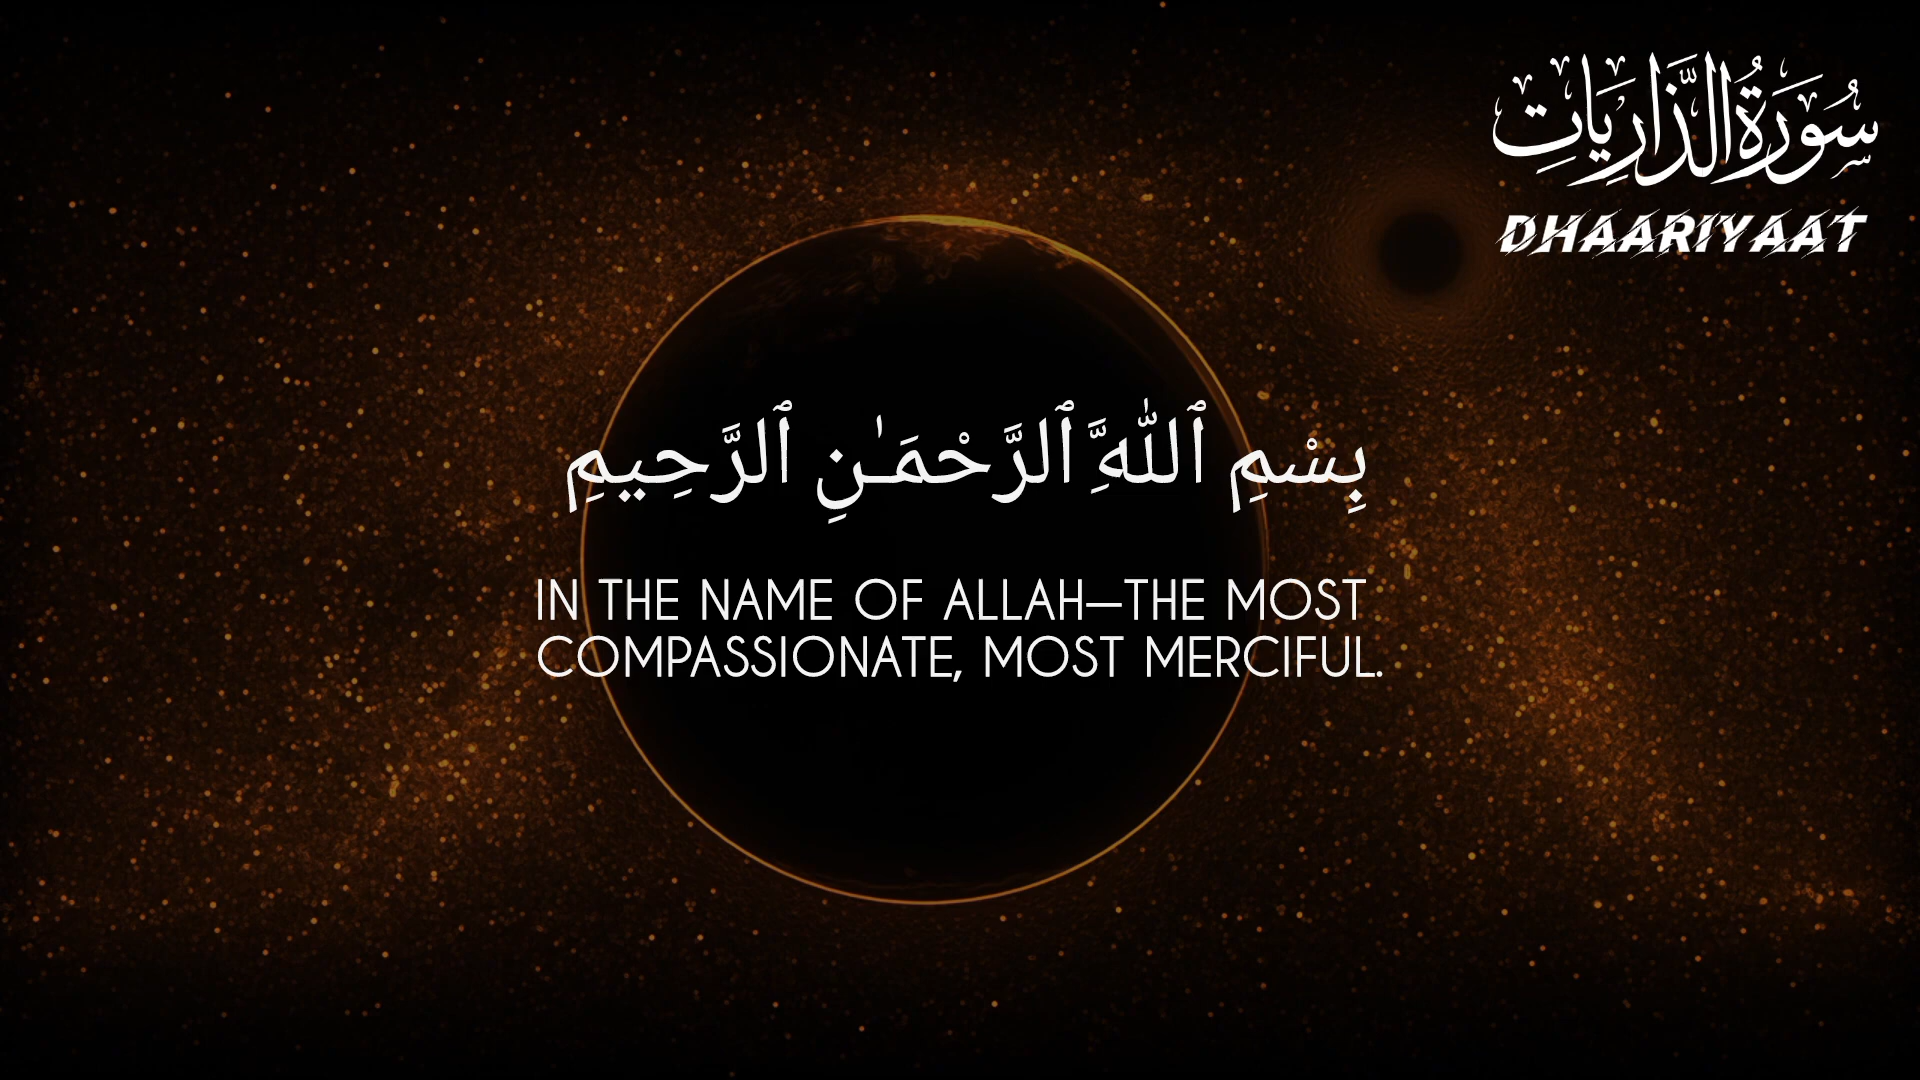 سُورَةُ الذَّارِيَاتِ
DHAARIYAAT
بِسْمِ ٱللَّهِ ٱلرَّحْمَـٰنِ ٱلرَّحِيمِ
IN THE NAME OF ALLAH—THE MOST
COMPASSIONATE, MOST MERCIFUL.